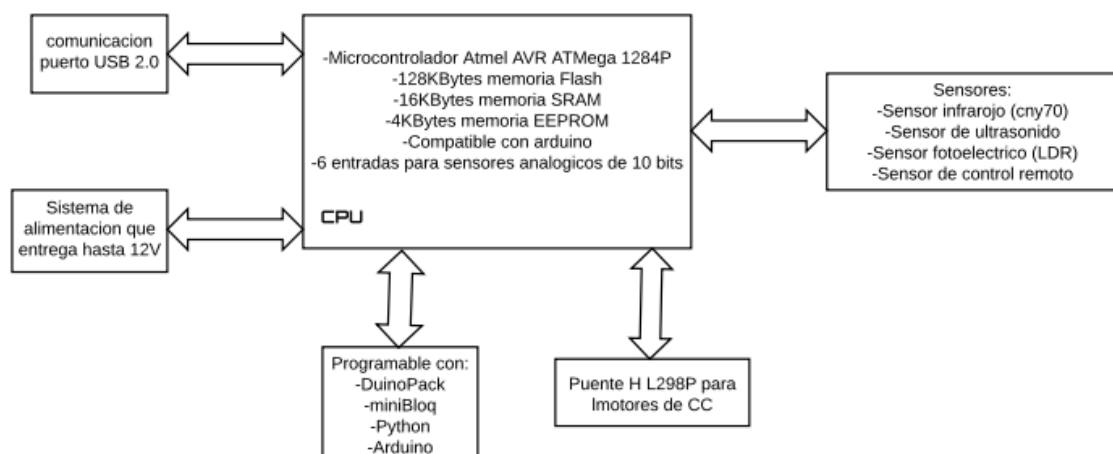 comunicacion
puerto USB 2.0
-Microcontrolador Atmel AVR ATMega 1284P
-128KBytes memoria Flash
-16KBytes memoria SRAM
-4KBytes memoria EEPROM
-Compatible con arduino
-6 entradas para sensores analogicos de 10 bits
CPU
Sensores:
-Sensor infrarojo (cny70)
-Sensor de ultrasonido
-Sensor fotoelectrico (LDR)
-Sensor de control remoto
Sistema de
alimentacion que
entrega hasta 12V
Programable con:
-DuinoPack
-miniBloq
-Python
-Arduino
Puente H L298P para
lmotores de CC